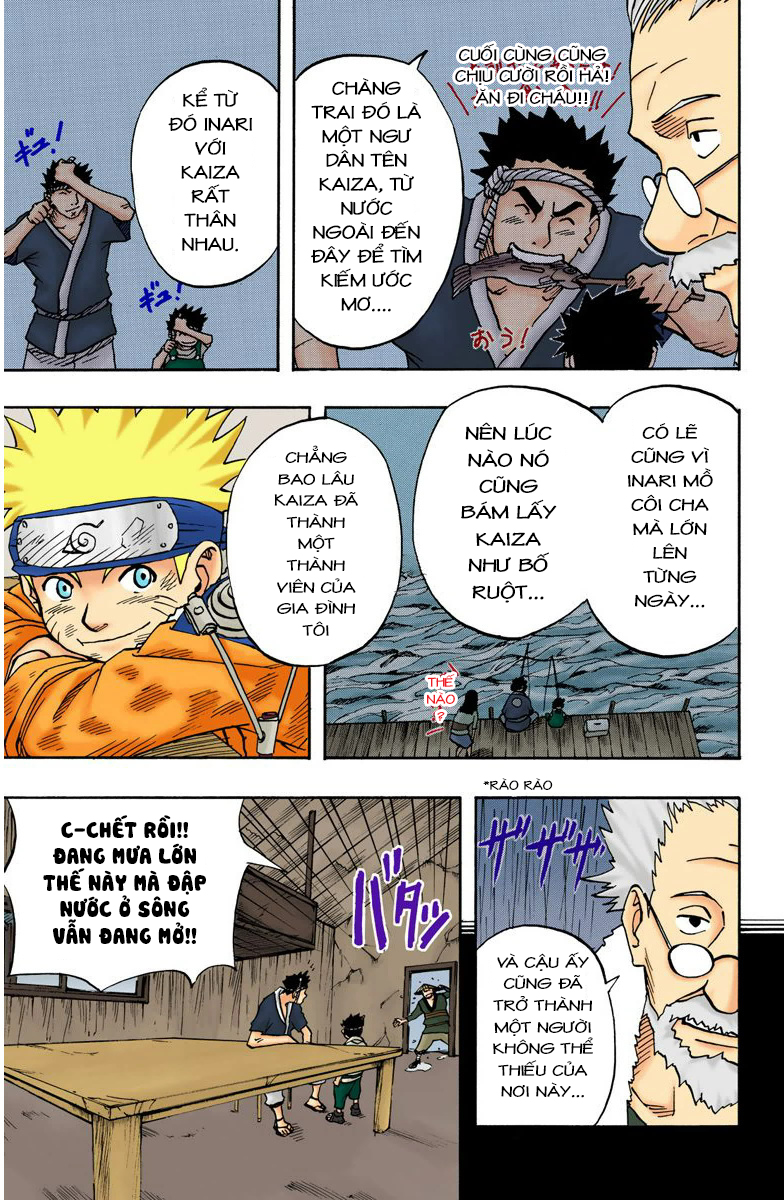 CUỐI CÙNG CŨNG
CHỊU CƯỜI RỒI HẢ!
ĂN ĐI CHÁU!!
CHÀNG
TRAI ĐÓ LÀ
MỘT NGƯ
DÂN TÊN
KAIZA, TỪ
NƯỚC
NGOÀI ĐẾN
ĐÂY ĐỂ TÌM
KIẾM ƯỚC
MƠ....
おう!
KỂ TỪ
ĐÓ INARI
VỚI
KAIZA
RẤT
THÂN
NHAU.
ギュ!
ギュ!
CÓ LẼ
CŨNG VÌ
INARI MỒ
CÔI CHA
MÀ LỚN
LÊN
TỪNG
NGÀY...
NÊN LÚC
NÀO NÓ
CŨNG
BÁM LẤY
KAIZA
NHƯ BỐ
RUỘT...
THẾ
NÀO
?
CHẲNG
BAO LÂU
KAIZA ĐÃ
THÀNH
MỘT
THÀNH
VIÊN CỦA
GIA ĐÌNH
TÔI
*RÀO RÀO
ザザザ
VÀ CẬU ẤY
CŨNG ĐÃ
TRỞ THÀNH
MỘT NGƯỜI
KHÔNG THỂ
THIẾU CỦA
NƠI NÀY...
バタッ
C-CHẾT RỒI!!
ĐANG MƯA LỚN
THẾ NÀY MÀ ĐẬP
NƯỚC Ở SÔNG
VẪN ĐANG MỞ!!